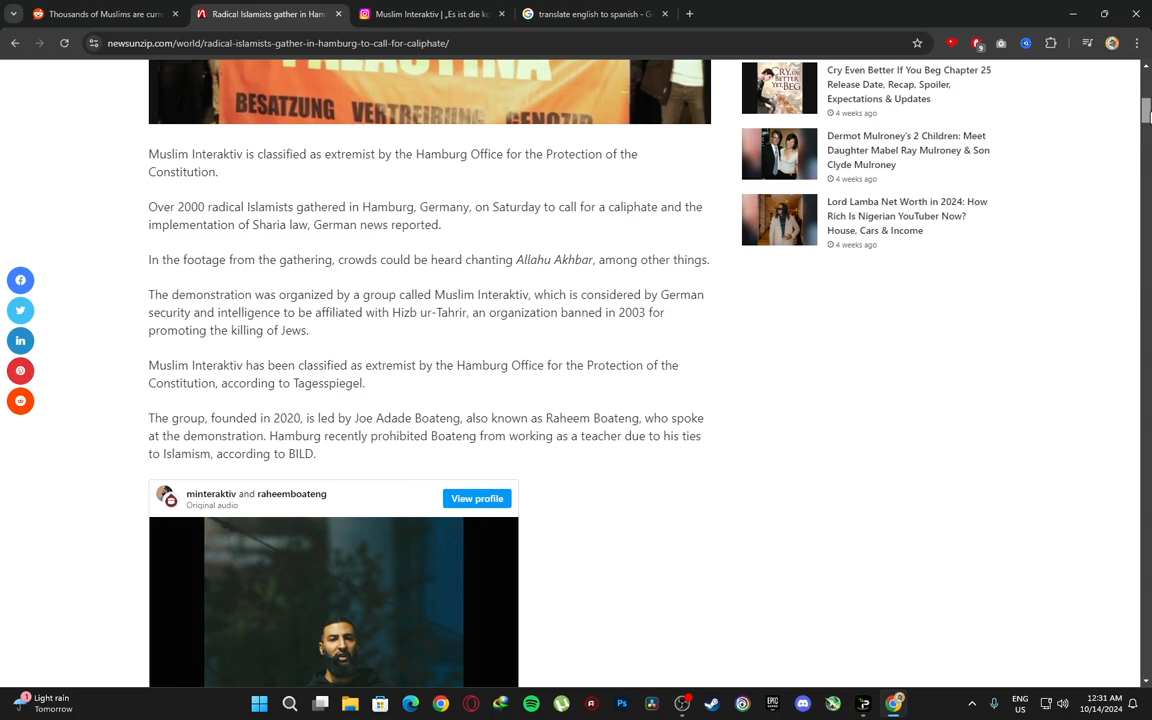 Thousands of Muslims are curr
Radical Islamists gather in Ham
Muslim Interaktiv | „Es ist die ko
translate english to spanish - G
newsunzip.com/world/radical-islamists-gather-in-hamburg-to-call-for-caliphate/
BESATZUNG VERTREIBUNG GENOZID
Muslim Interaktiv is classified as extremist by the Hamburg Office for the Protection of the
Constitution.
Over 2000 radical Islamists gathered in Hamburg, Germany, on Saturday to call for a caliphate and the
implementation of Sharia law, German news reported.
In the footage from the gathering, crowds could be heard chanting Allahu Akhbar, among other things.
The demonstration was organized by a group called Muslim Interaktiv, which is considered by German
security and intelligence to be affiliated with Hizb ur-Tahrir, an organization banned in 2003 for
promoting the killing of Jews.
Muslim Interaktiv has been classified as extremist by the Hamburg Office for the Protection of the
Constitution, according to Tagesspiegel.
The group, founded in 2020, is led by Joe Adade Boateng, also known as Raheem Boateng, who spoke
at the demonstration. Hamburg recently prohibited Boateng from working as a teacher due to his ties
to Islamism, according to BILD.
minteraktiv and raheemboateng
Original audio
View profile
Cry Even Better If You Beg Chapter 25
Release Date, Recap, Spoiler,
Expectations & Updates
4 weeks ago
Dermot Mulroney's 2 Children: Meet
Daughter Mabel Ray Mulroney & Son
Clyde Mulroney
4 weeks ago
Lord Lamba Net Worth in 2024: How
Rich Is Nigerian YouTuber Now?
House, Cars & Income
4 weeks ago
CRY OR
BETTER
YET, BEG
Light rain
Tomorrow
ENG
US
12:31 AM
10/14/2024